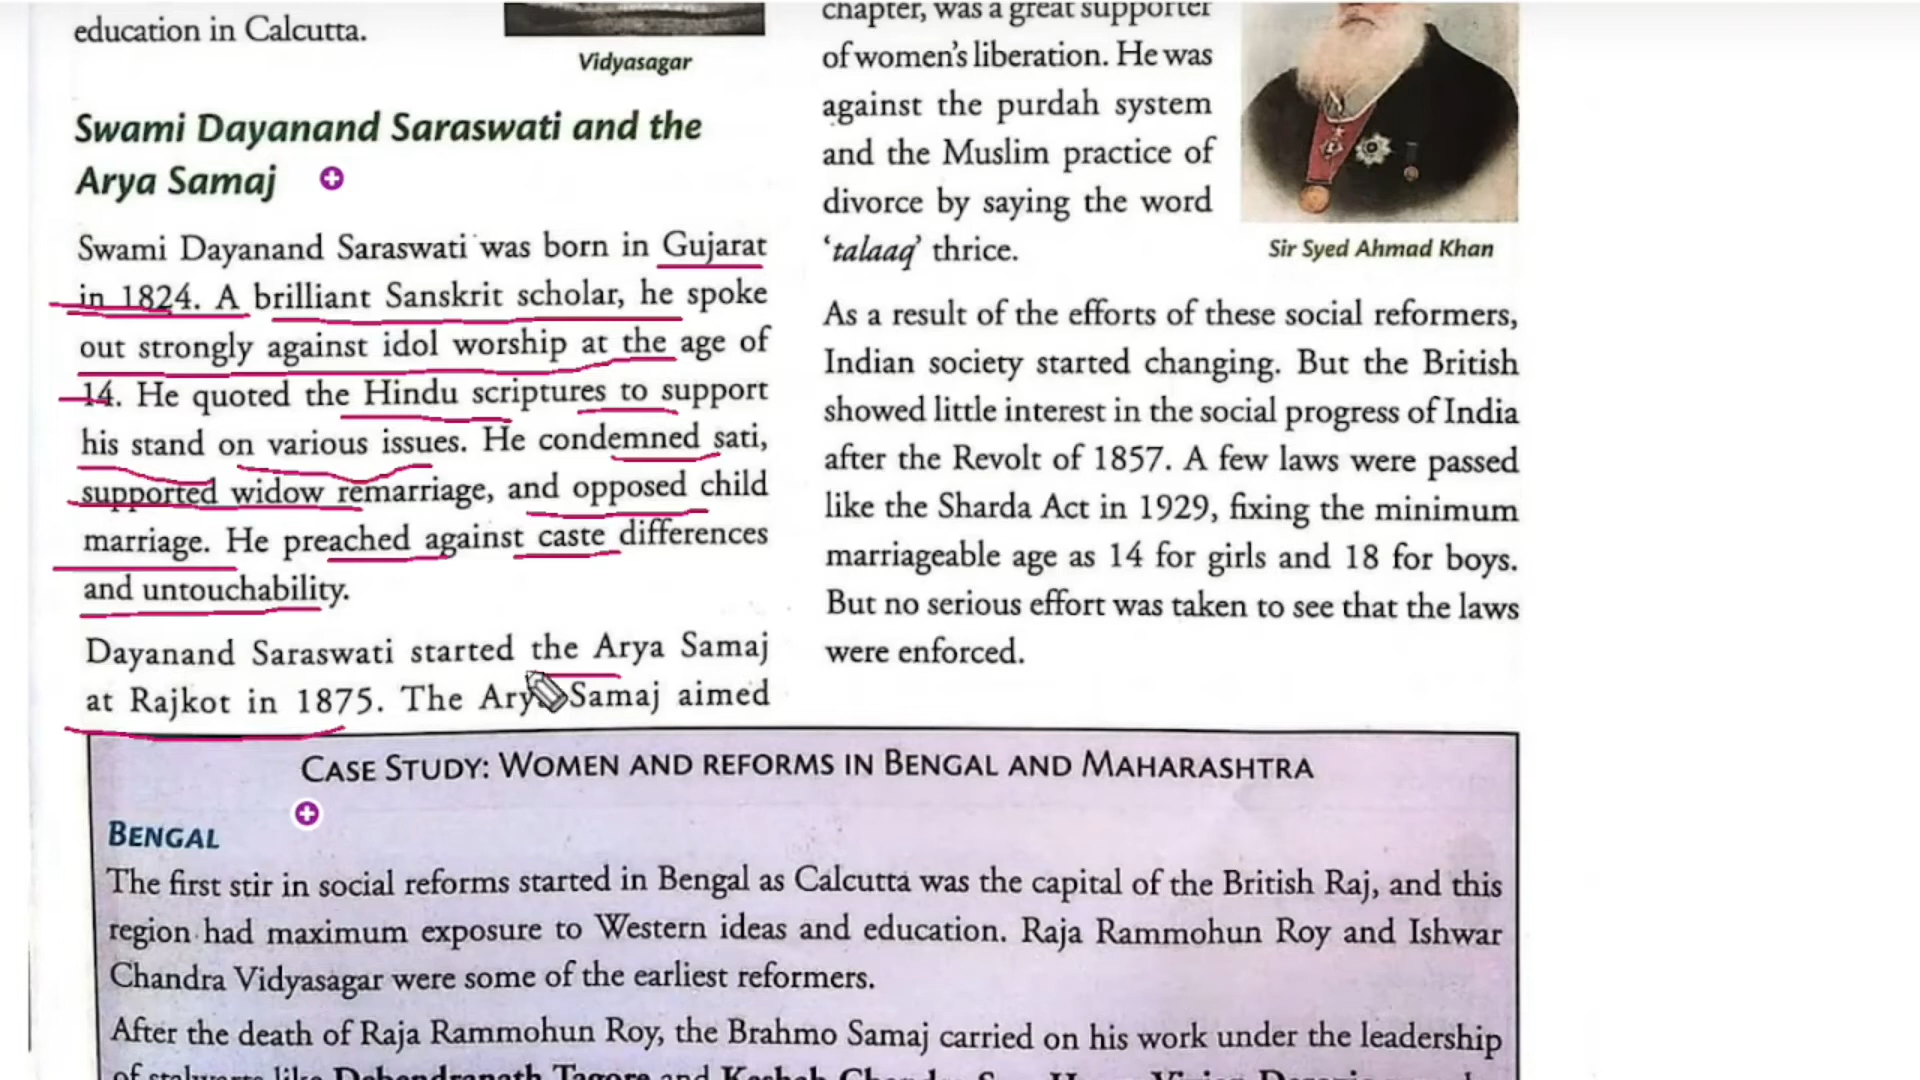 education in Calcutta.
Vidyasagar
Swami Dayanand Saraswati and the
Arya Samaj
Swami Dayanand Saraswati was born in Gujarat
in 1824. A brilliant Sanskrit scholar, he spoke
out strongly against idol worship at the age of
14. He quoted the Hindu scriptures to support
his stand on various issues. He condemned sati,
supported widow remarriage, and opposed child
marriage. He preached against caste differences
and untouchability.
Dayanand Saraswati started the Arya Samaj
at Rajkot in 1875. The Arya Samaj aimed
chapter, was a great supporter
of women's liberation. He was
against the purdah system
and the Muslim practice of
divorce by saying the word
'talaaq' thrice.
Sir Syed Ahmad Khan
As a result of the efforts of these social reformers,
Indian society started changing. But the British
showed little interest in the social progress of India
after the Revolt of 1857. A few laws were passed
like the Sharda Act in 1929, fixing the minimum
marriageable age as 14 for girls and 18 for boys.
But no serious effort was taken to see that the laws
were enforced.
CASE STUDY: WOMEN AND REFORMS IN BENGAL AND MAHARASHTRA
BENGAL
The first stir in social reforms started in Bengal as Calcutta was the capital of the British Raj, and this
region had maximum exposure to Western ideas and education. Raja Rammohun Roy and Ishwar
Chandra Vidyasagar were some of the earliest reformers.
After the death of Raja Rammohun Roy, the Brahmo Samaj carried on his work under the leadership
of stalwarts like Debendranath Tagore and Keshab Chandra